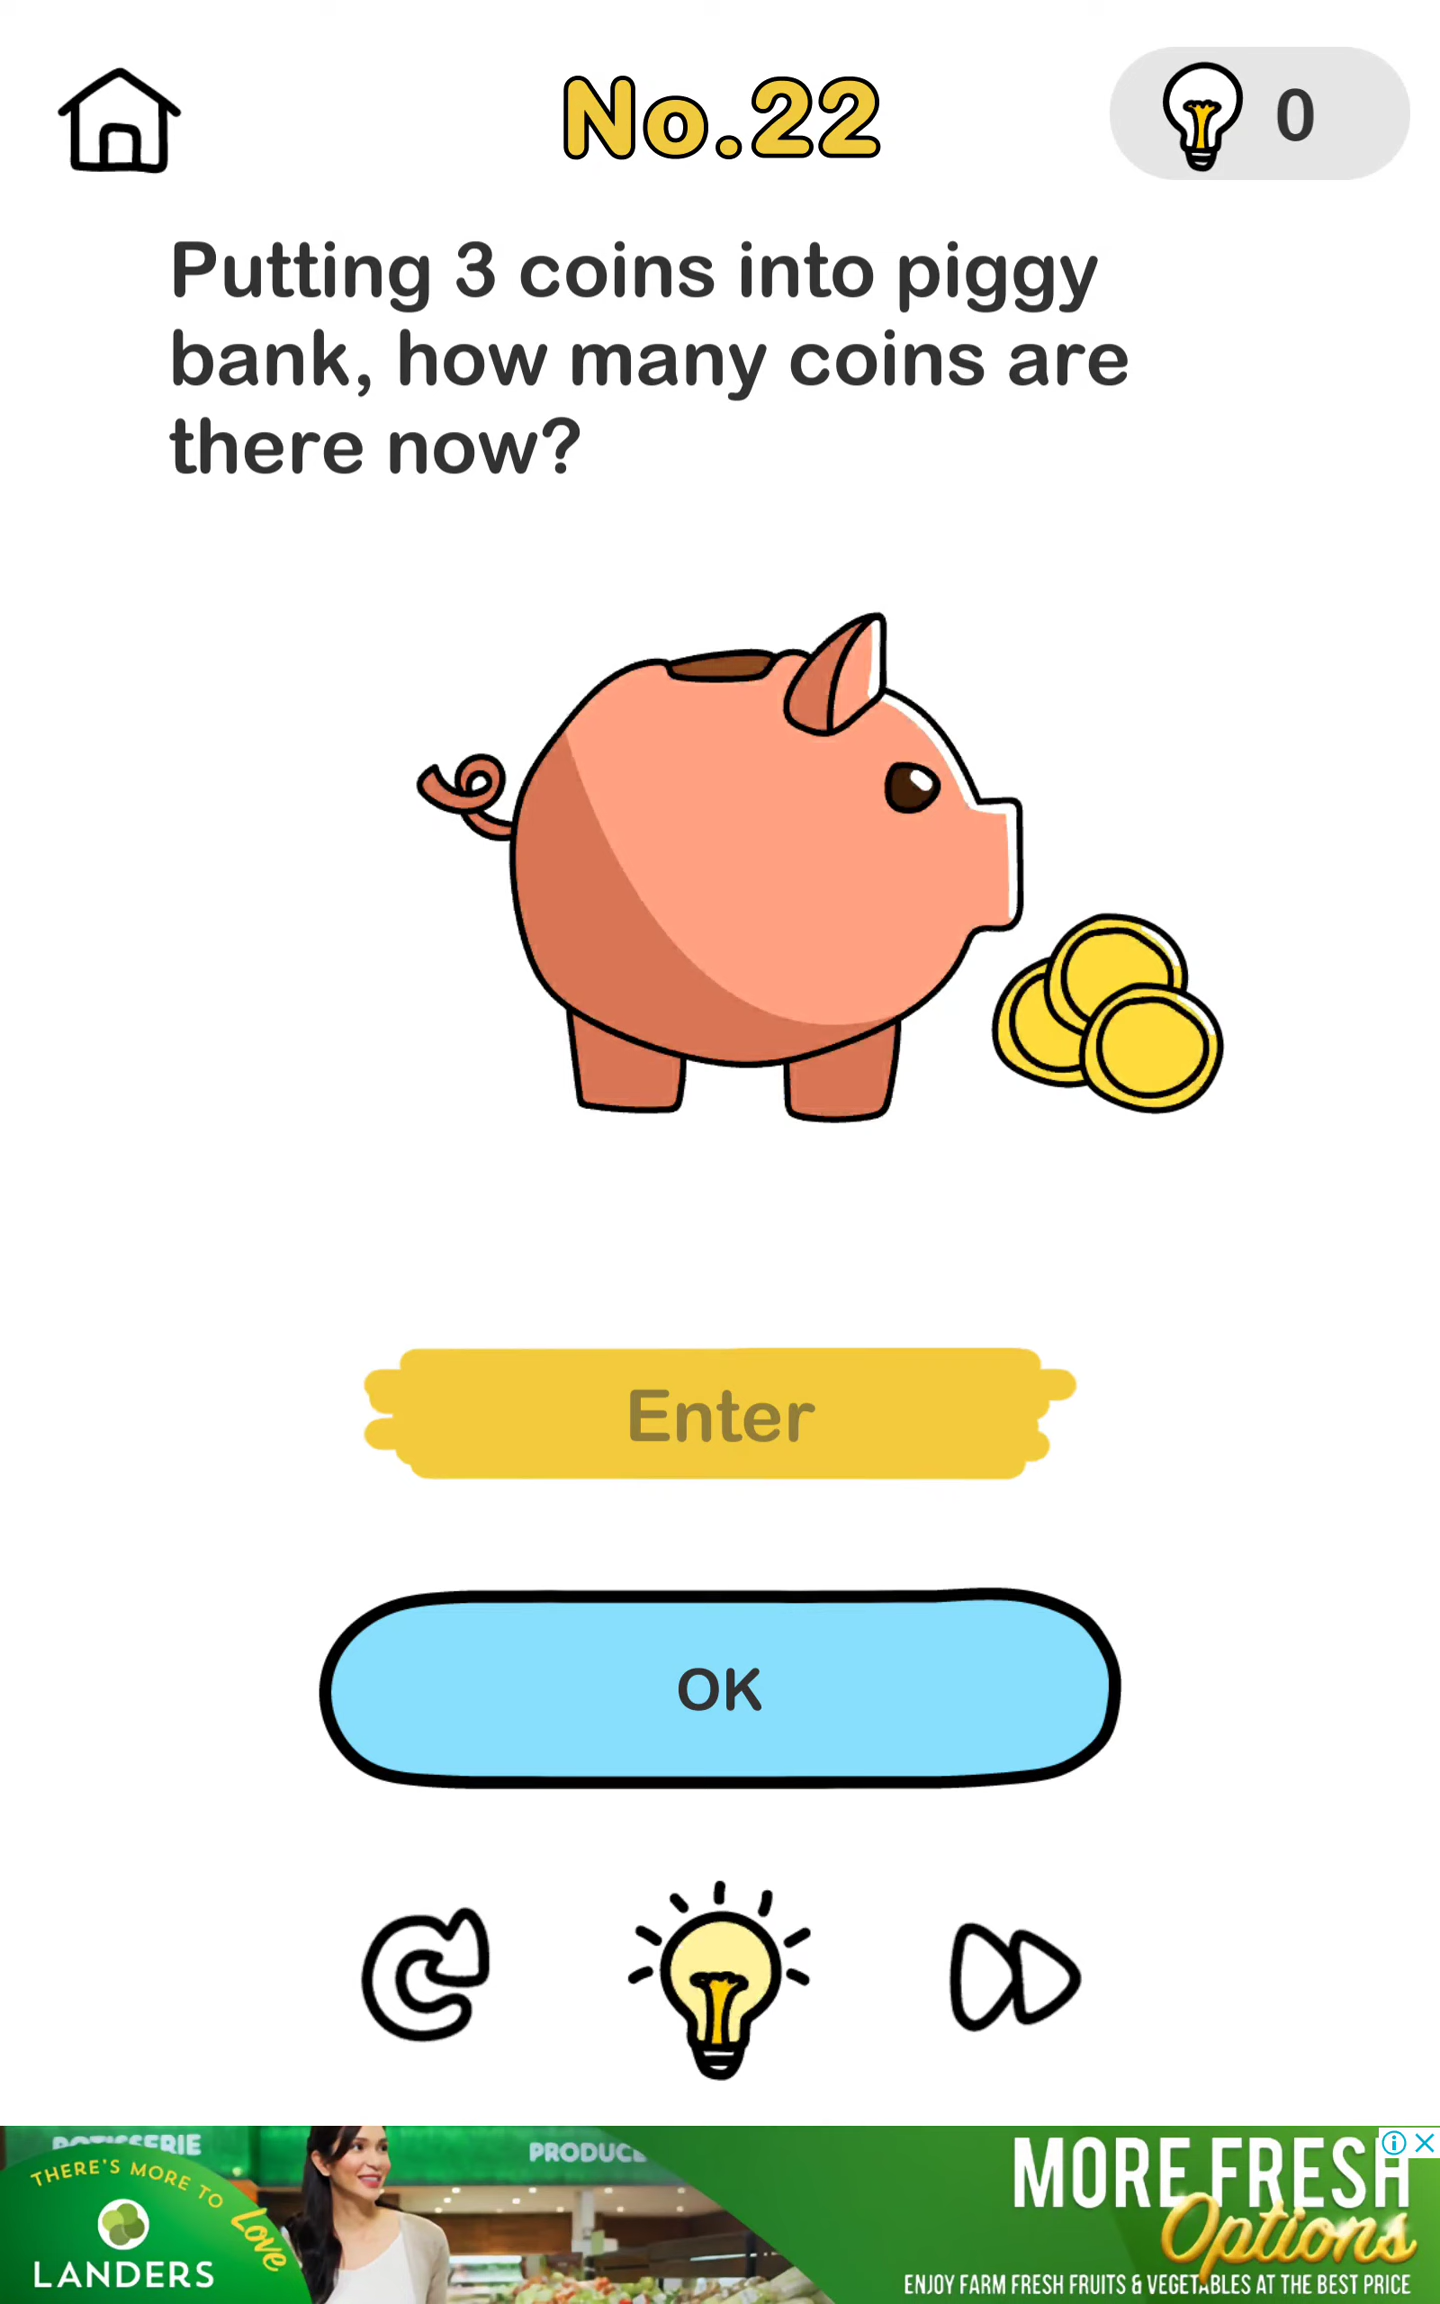 No.22
0
Putting 3 coins into piggy
bank, how many coins are
there now?
Enter
OK
ROTISSERIE
PRODUCE
THERE'S MORE TO Love
LANDERS
MORE FRESH
Options
ENJOY FARM FRESH FRUITS & VEGETABLES AT THE BEST PRICE